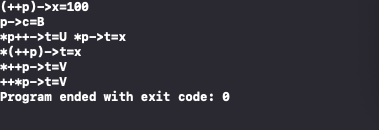 (++p)->x=100
p->c=B
*p++->t=U *p->t=x
*(++p)->t=x
*++p->t=V
++*p->t=V
Program ended with exit code: 0